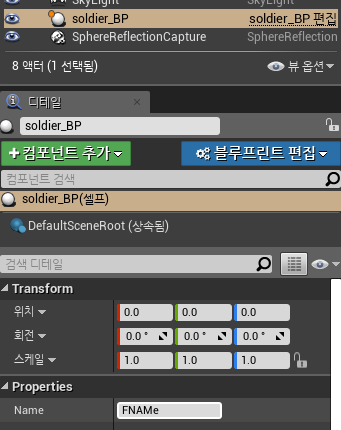 SkyLight SkyLight
soldier_BP soldier_BP 편집
SphereReflectionCapture SphereReflection
8 액터 (1 선택됨) 뷰 옵션
디테일
soldier_BP
+컴포넌트 추가 블루프린트 편집
컴포넌트 검색
soldier_BP(셀프)
DefaultSceneRoot (상속됨)
검색 디테일
Transform
위치 0.0 0.0 0.0
회전 0.0 ° 0.0 ° 0.0 °
스케일 1.0 1.0 1.0
Properties
Name FNAMe